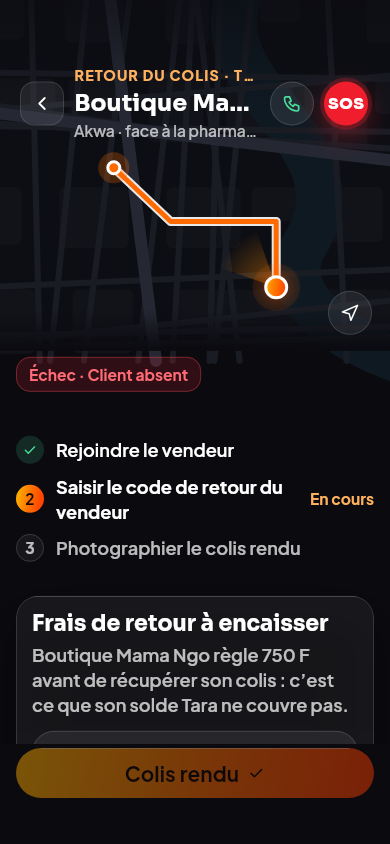 RETOUR DU COLIS · T…
Boutique Ma…
Akwa · face à la pharma…
SOS
Échec · Client absent
Rejoindre le vendeur
2 Saisir le code de retour du
vendeur
En cours
3 Photographier le colis rendu
Frais de retour à encaisser
Boutique Mama Ngo règle 750 F
avant de récupérer son colis : c’est
ce que son solde Tara ne couvre pas.
Colis rendu